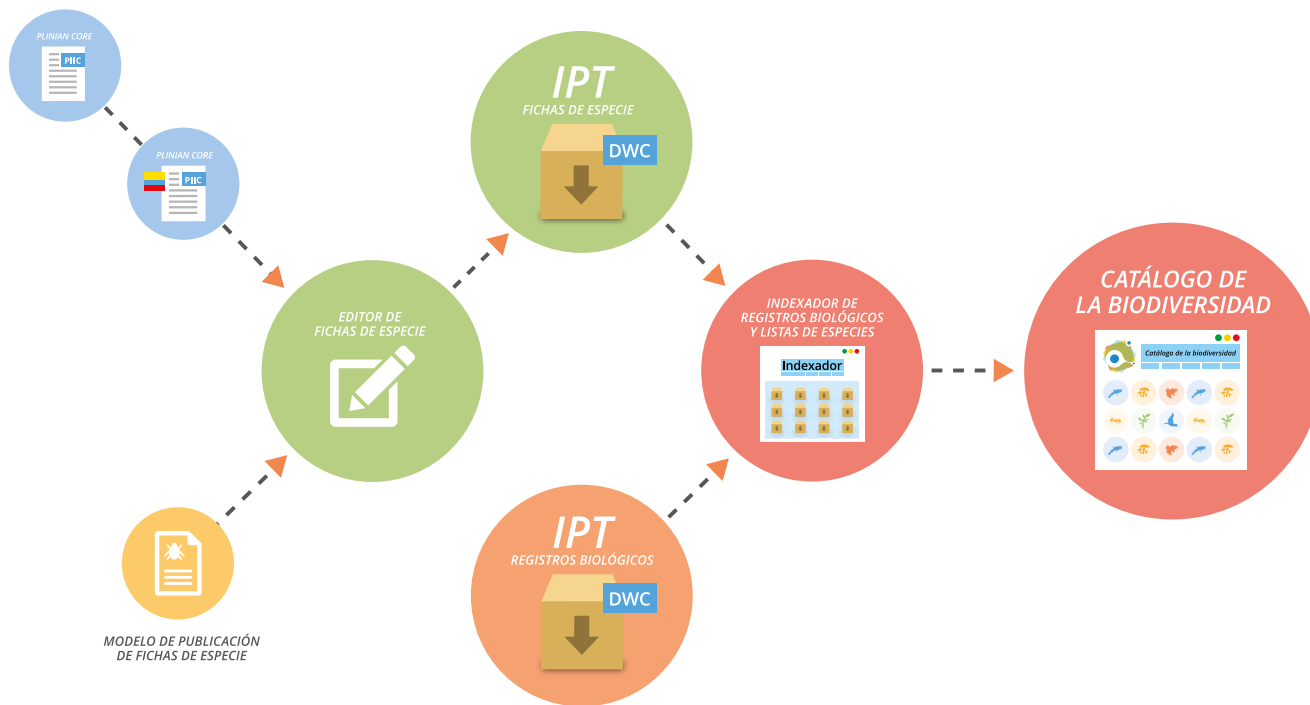 PLINIAN CORE
PlIC
PLINIAN CORE
PlIC
IPT
FICHAS DE ESPECIE
DWC
EDITOR DE
FICHAS DE ESPECIE
INDEXADOR DE
REGISTROS BIOLÓGICOS
Y LISTAS DE ESPECIES
Indexador
CATÁLOGO DE
LA BIODIVERSIDAD
Catálogo de la biodiversidad
IPT
REGISTROS BIOLÓGICOS
DWC
MODELO DE PUBLICACIÓN
DE FICHAS DE ESPECIE